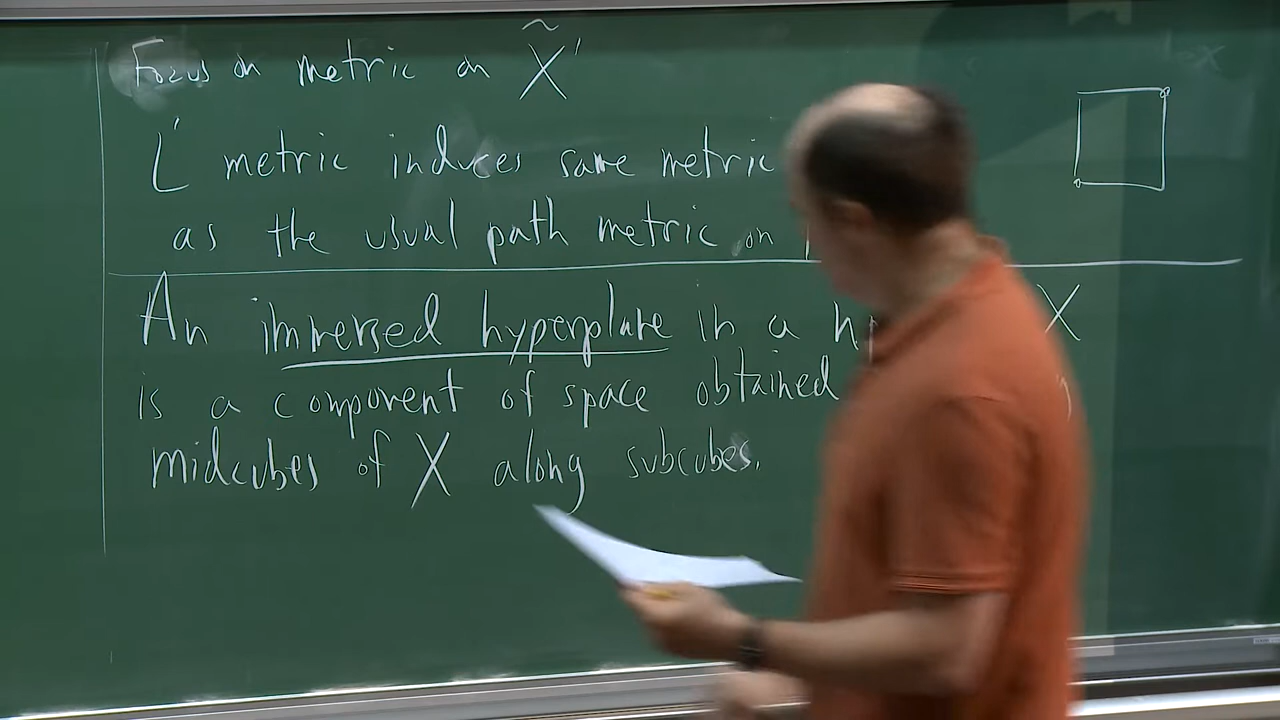 Focus on metric on X̃'
L' metric induces same metric
as the usual path metric on
An immersed hyperplane in a X
is a component of space obtained
midcubes of X along subcubes.